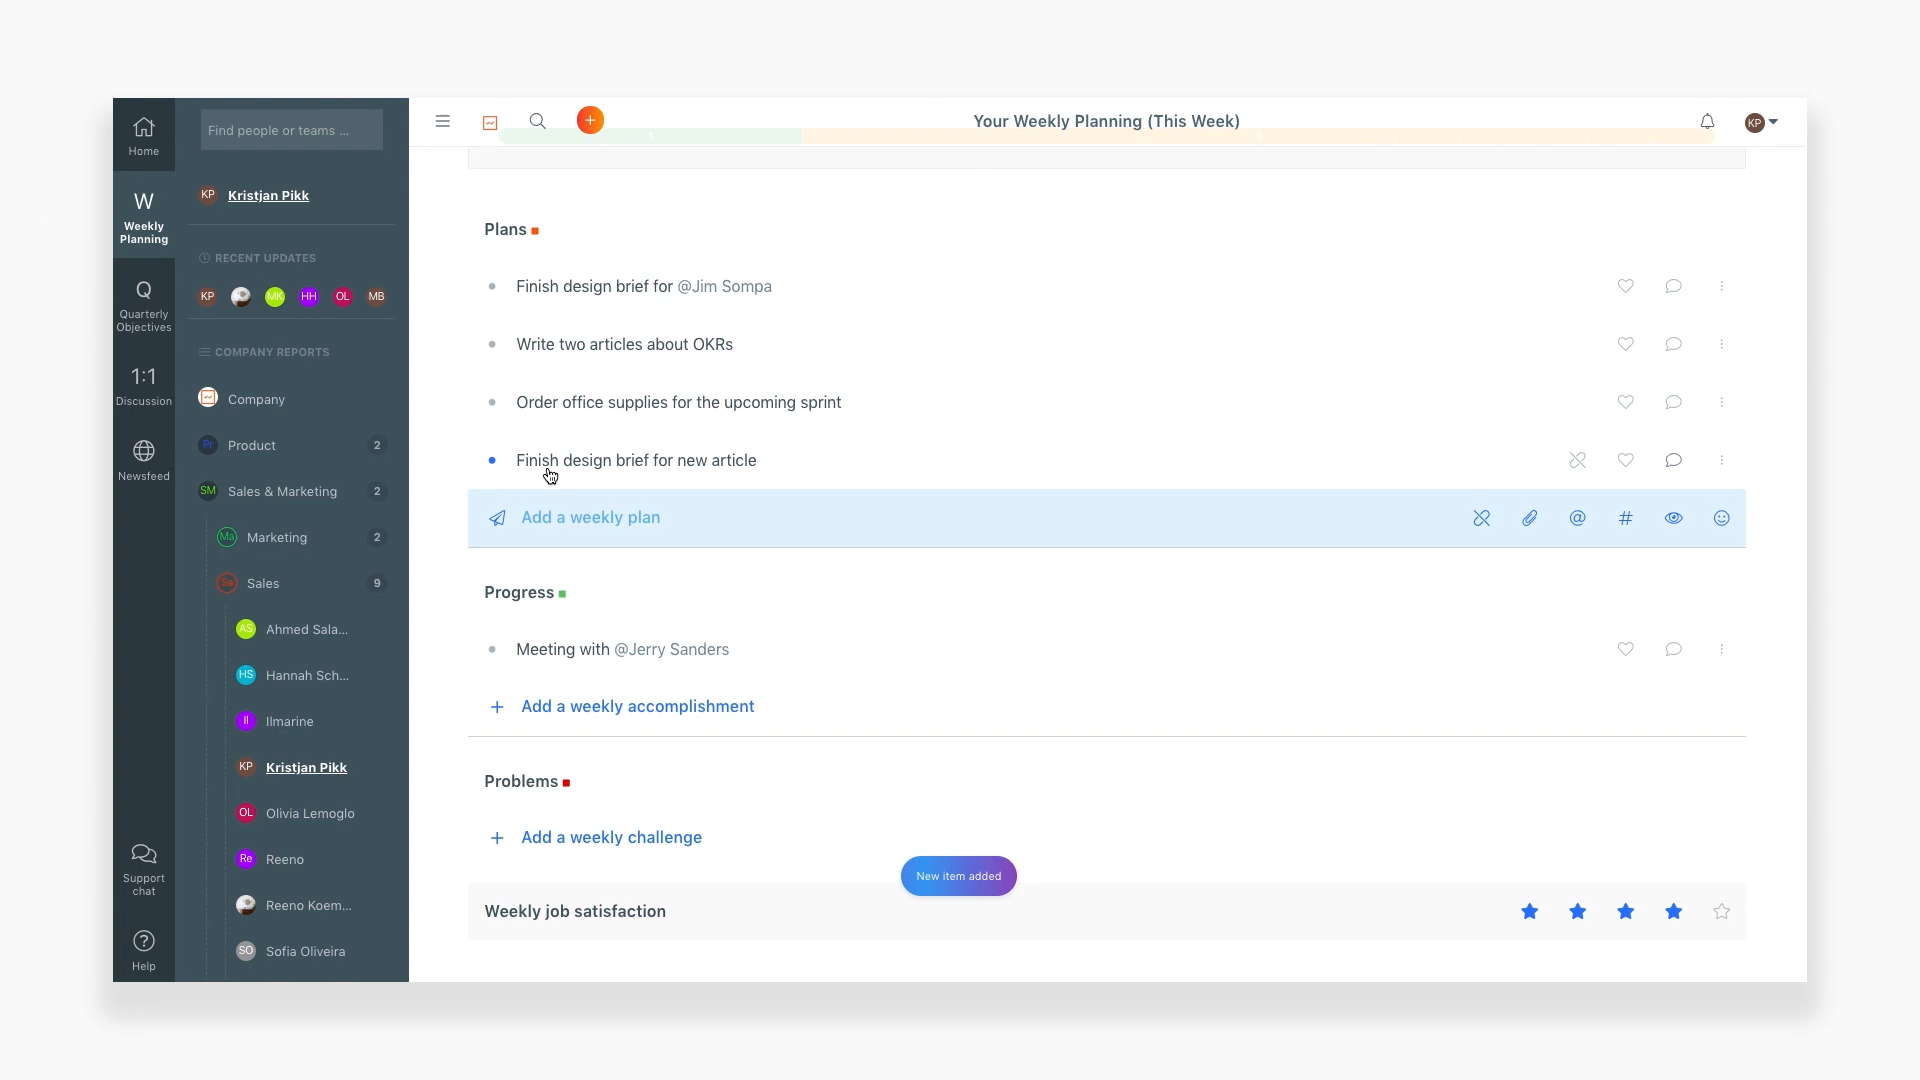 Home
W
Weekly
Planning
Q
Quarterly
Objectives
1:1
Discussion
Newsfeed
Support
chat
Help
Find people or teams ...
KP Kristjan Pikk
RECENT UPDATES
KP MK HH OL MB
COMPANY REPORTS
Company
Pr Product 2
SM Sales & Marketing 2
Ma Marketing 2
Sa Sales 9
AS Ahmed Sala...
HS Hannah Sch...
Il Ilmarine
KP Kristjan Pikk
OL Olivia Lemoglo
Re Reeno
Reeno Koem...
SO Sofia Oliveira
Your Weekly Planning (This Week)
KP
Plans
Finish design brief for @Jim Sompa
Write two articles about OKRs
Order office supplies for the upcoming sprint
Finish design brief for new article
Add a weekly plan
Progress
Meeting with @Jerry Sanders
+ Add a weekly accomplishment
Problems
+ Add a weekly challenge
New item added
Weekly job satisfaction